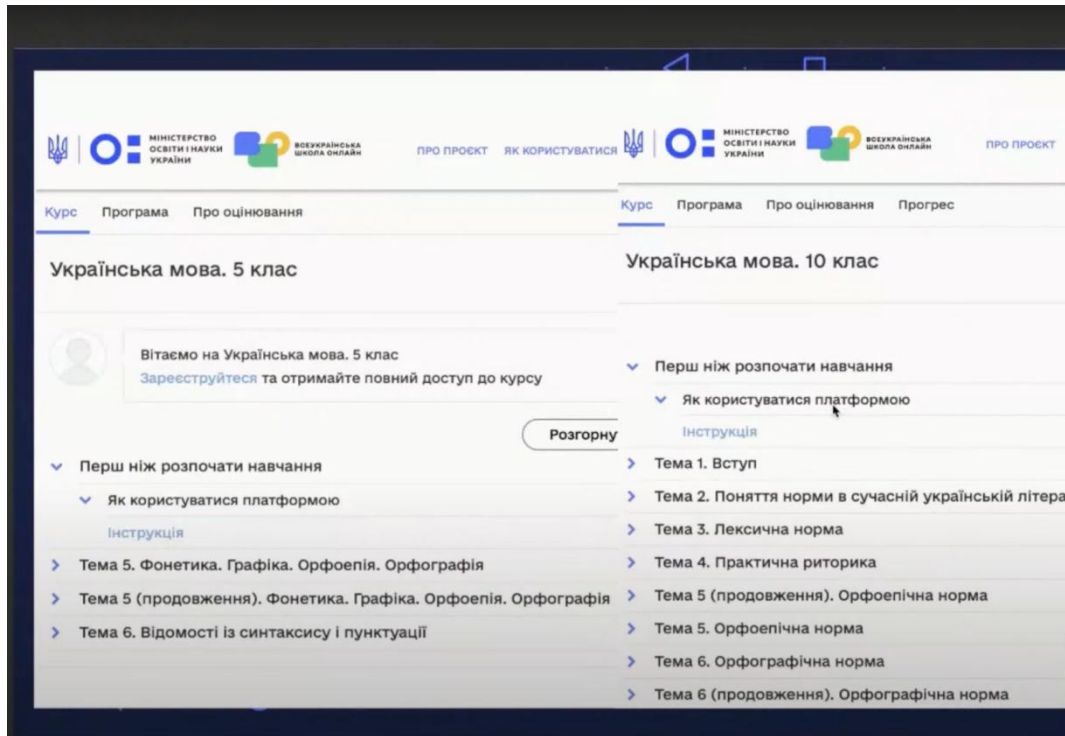 МІНІСТЕРСТВО
ОСВІТИ І НАУКИ
УКРАЇНИ
ВСЕУКРАЇНСЬКА
ШКОЛА ОНЛАЙН
ПРО ПРОЄКТ ЯК КОРИСТУВАТИСЯ
Курс Програма Про оцінювання
Українська мова. 5 клас
Вітаємо на Українська мова. 5 клас
Зареєструйтеся та отримайте повний доступ до курсу
Розгорну
Перш ніж розпочати навчання
Як користуватися платформою
Інструкція
Тема 5. Фонетика. Графіка. Орфоепія. Орфографія
Тема 5 (продовження). Фонетика. Графіка. Орфоепія. Орфографія
Тема 6. Відомості із синтаксису і пунктуації
МІНІСТЕРСТВО
ОСВІТИ І НАУКИ
УКРАЇНИ
ВСЕУКРАЇНСЬКА
ШКОЛА ОНЛАЙН
ПРО ПРОЄКТ
Курс Програма Про оцінювання Прогрес
Українська мова. 10 клас
Перш ніж розпочати навчання
Як користуватися платформою
Інструкція
Тема 1. Вступ
Тема 2. Поняття норми в сучасній українській літера
Тема 3. Лексична норма
Тема 4. Практична риторика
Тема 5 (продовження). Орфоепічна норма
Тема 5. Орфоепічна норма
Тема 6. Орфографічна норма
Тема 6 (продовження). Орфографічна норма